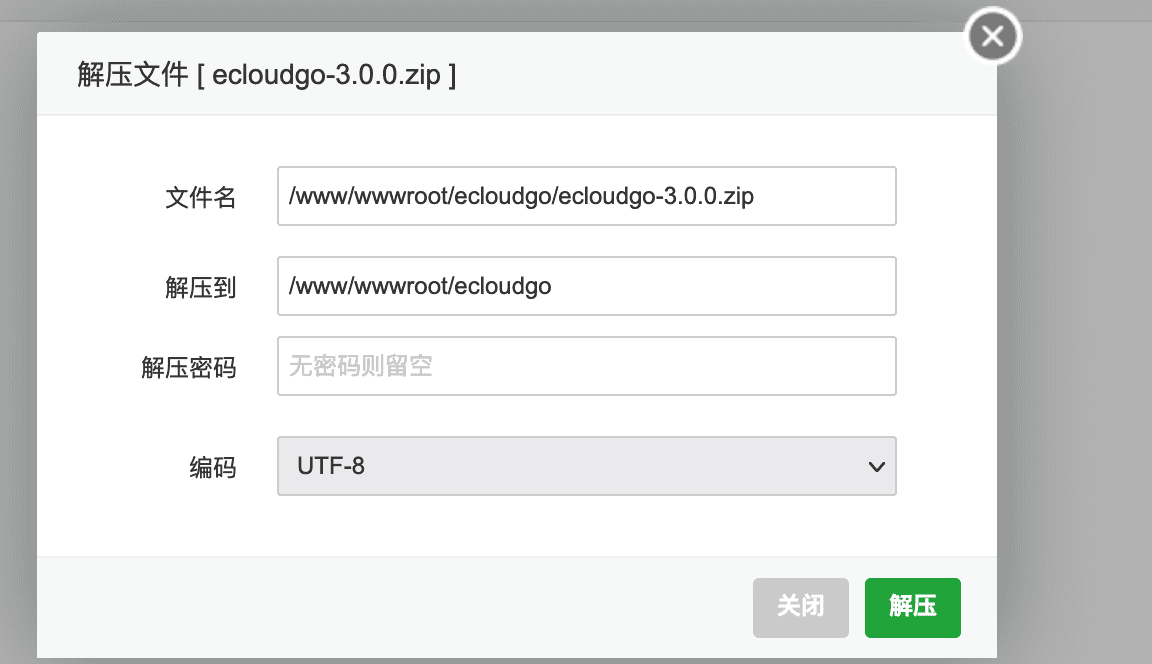 解压文件 [ ecloudgo-3.0.0.zip ]
文件名 /www/wwwroot/ecloudgo/ecloudgo-3.0.0.zip
解压到 /www/wwwroot/ecloudgo
解压密码 无密码则留空
编码 UTF-8
关闭 解压